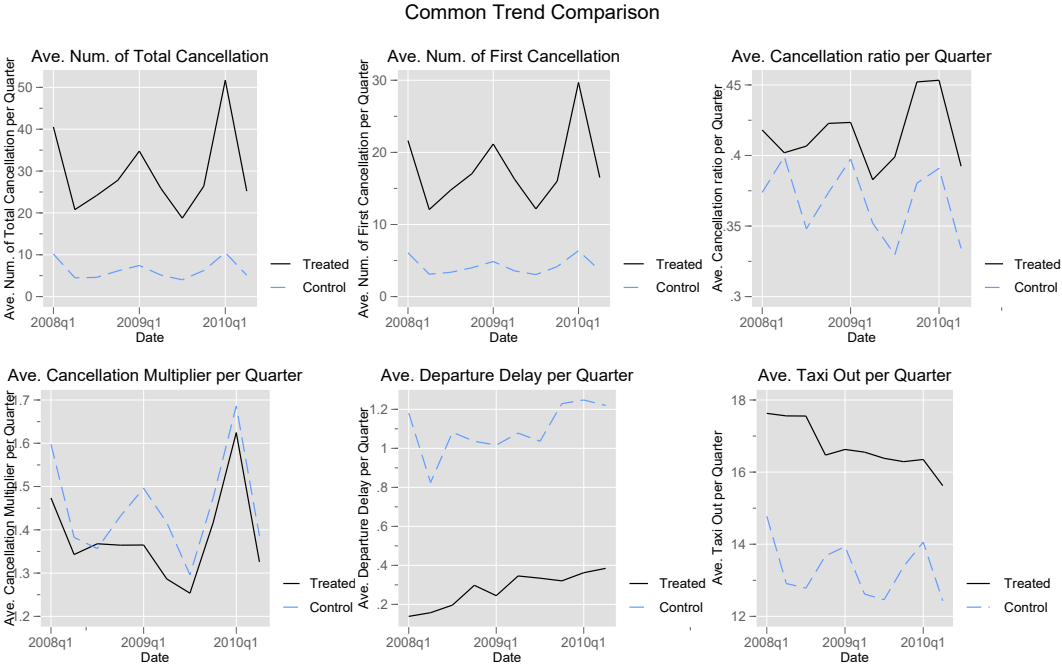 Common Trend Comparison
Ave. Num. of Total Cancellation
Ave. Num. of Total Cancellation per Quarter
50
40
30
20
10
0
2008q1 2009q1 2010q1
Date
Treated
Control
Ave. Num. of First Cancellation
Ave. Num. of First Cancellation per Quarter
30
20
10
0
2008q1 2009q1 2010q1
Date
Treated
Control
Ave. Cancellation ratio per Quarter
Ave. Cancellation ratio per Quarter
.45
.4
.35
.3
2008q1 2009q1 2010q1
Date
Treated
Control
Ave. Cancellation Multiplier per Quarter
Ave. Cancellation Multiplier per Quarter
1.7
1.6
1.5
1.4
1.3
1.2
2008q1 2009q1 2010q1
Date
Treated
Control
Ave. Departure Delay per Quarter
Ave. Departure Delay per Quarter
1.2
1
.8
.6
.4
.2
2008q1 2009q1 2010q1
Date
Treated
Control
Ave. Taxi Out per Quarter
Ave. Taxi Out per Quarter
18
16
14
12
2008q1 2009q1 2010q1
Date
Treated
Control